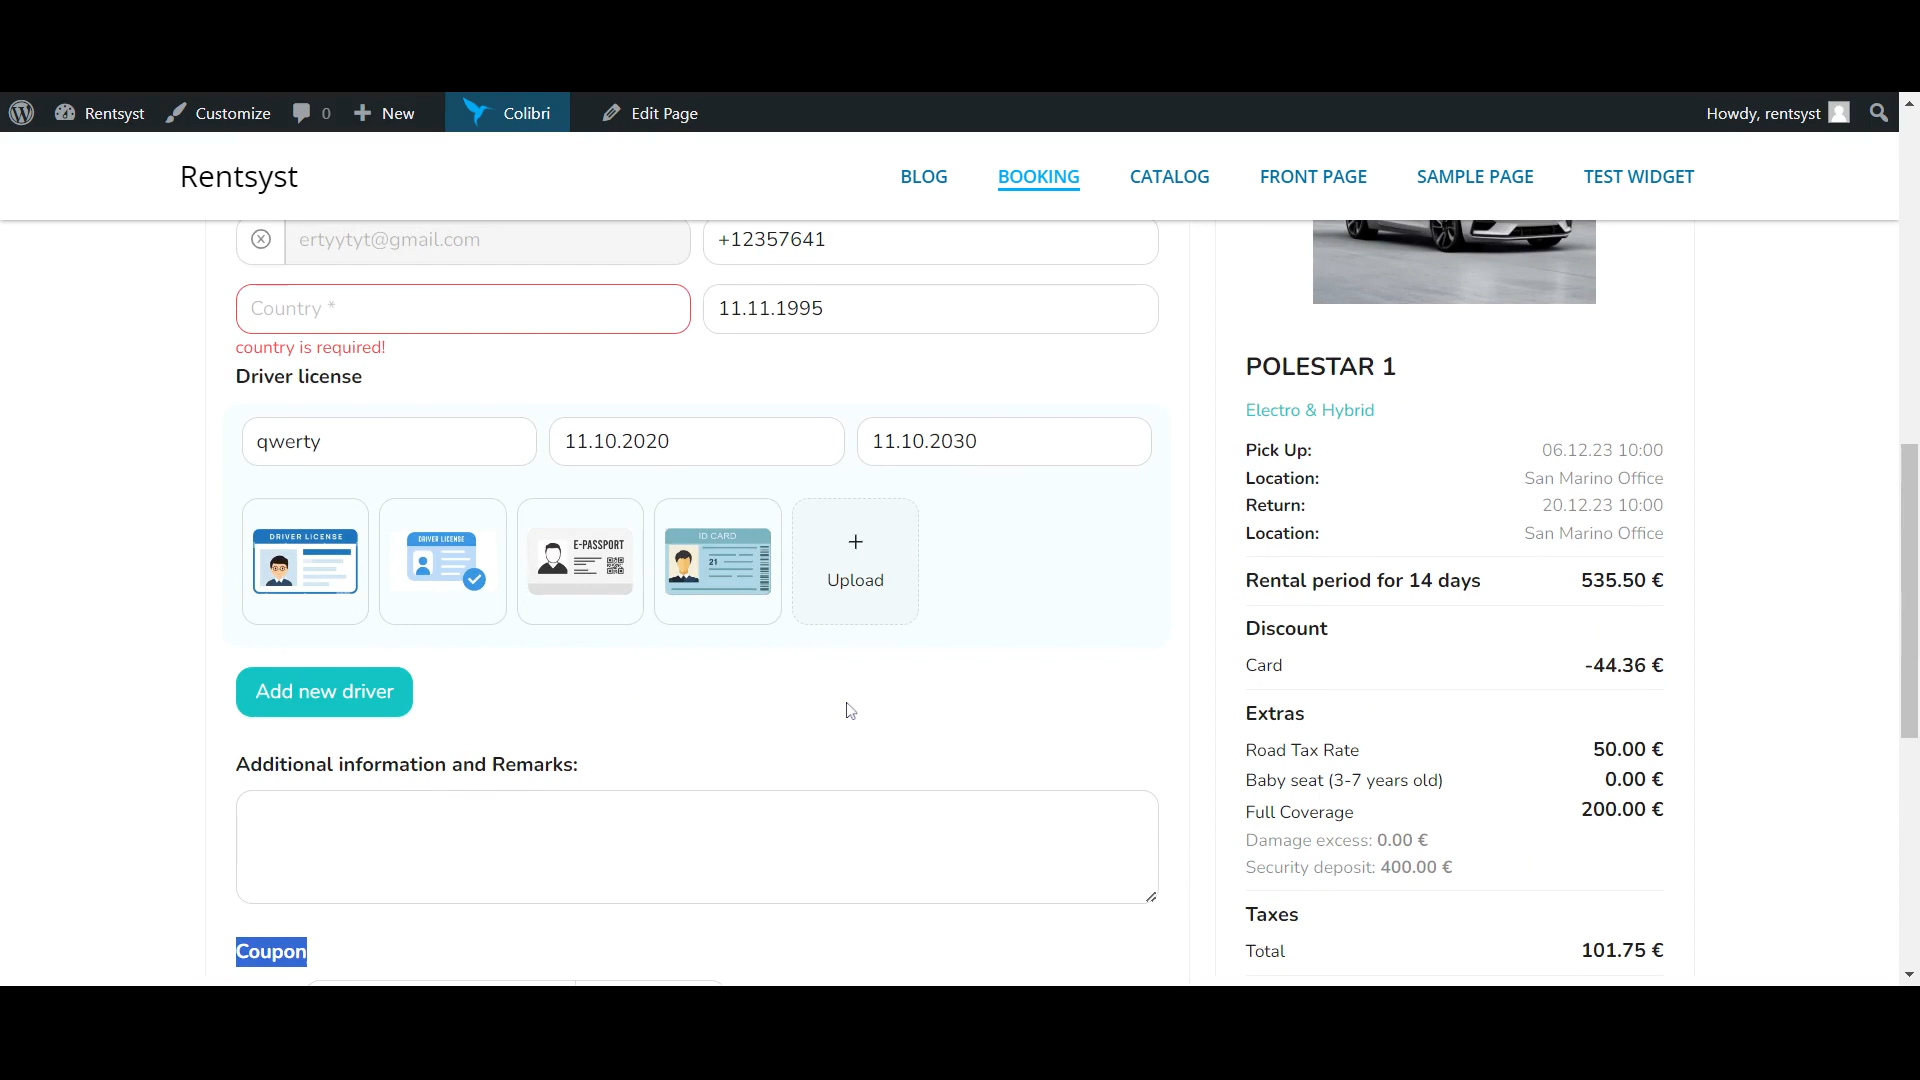 Rentsyst Customize 0 New Colibri Edit Page Howdy, rentsyst
Rentsyst BLOG BOOKING CATALOG FRONT PAGE SAMPLE PAGE TEST WIDGET
ertyytyt@gmail.com +12357641
Country * 11.11.1995
country is required!
Driver license
qwerty 11.10.2020 11.10.2030
DRIVER LICENSE
DRIVER LICENSE
E-PASSPORT
ID CARD
21
+
Upload
Add new driver
Additional information and Remarks:
Coupon
POLESTAR 1
Electro & Hybrid
Pick Up: 06.12.23 10:00
Location: San Marino Office
Return: 20.12.23 10:00
Location: San Marino Office
Rental period for 14 days 535.50 €
Discount
Card -44.36 €
Extras
Road Tax Rate 50.00 €
Baby seat (3-7 years old) 0.00 €
Full Coverage 200.00 €
Damage excess: 0.00 €
Security deposit: 400.00 €
Taxes
Total 101.75 €